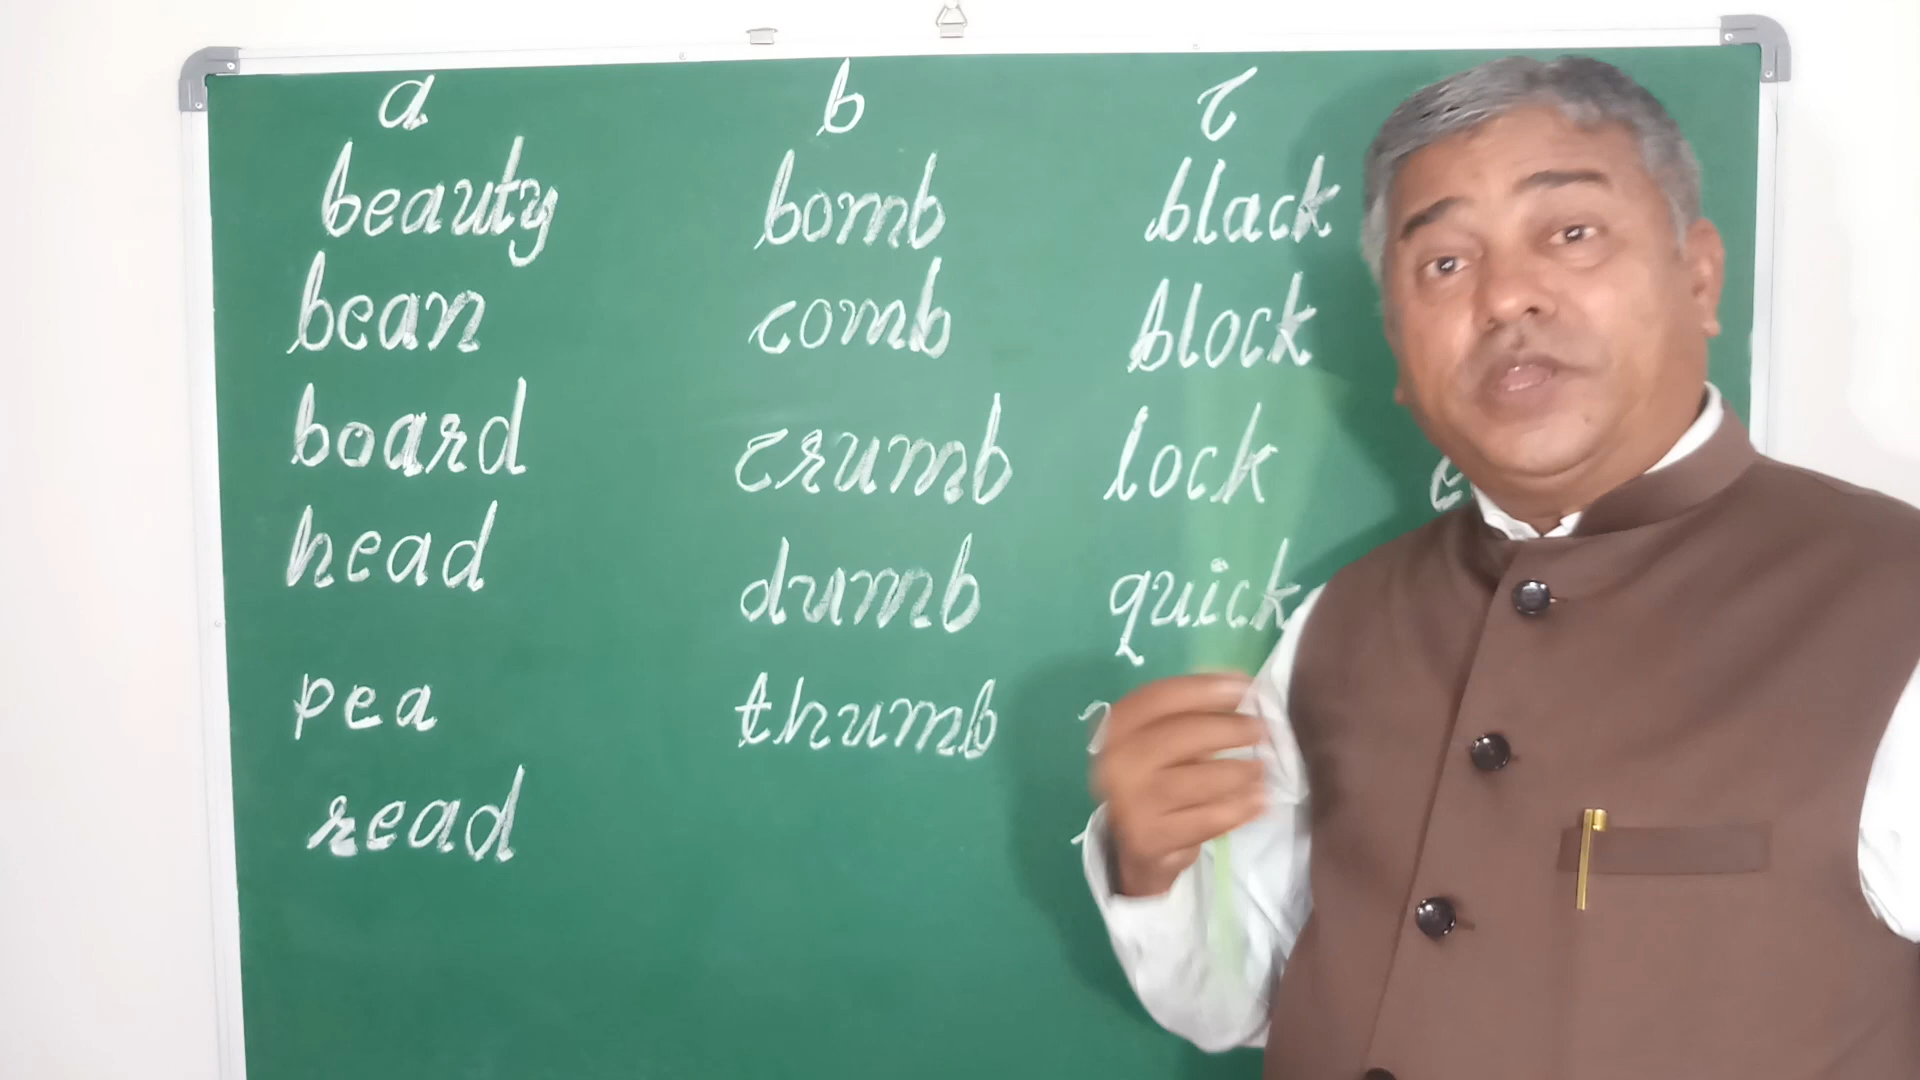 a b c
beauty bomb black
bean comb block
board crumb lock
head dumb quick
pea thumb
read